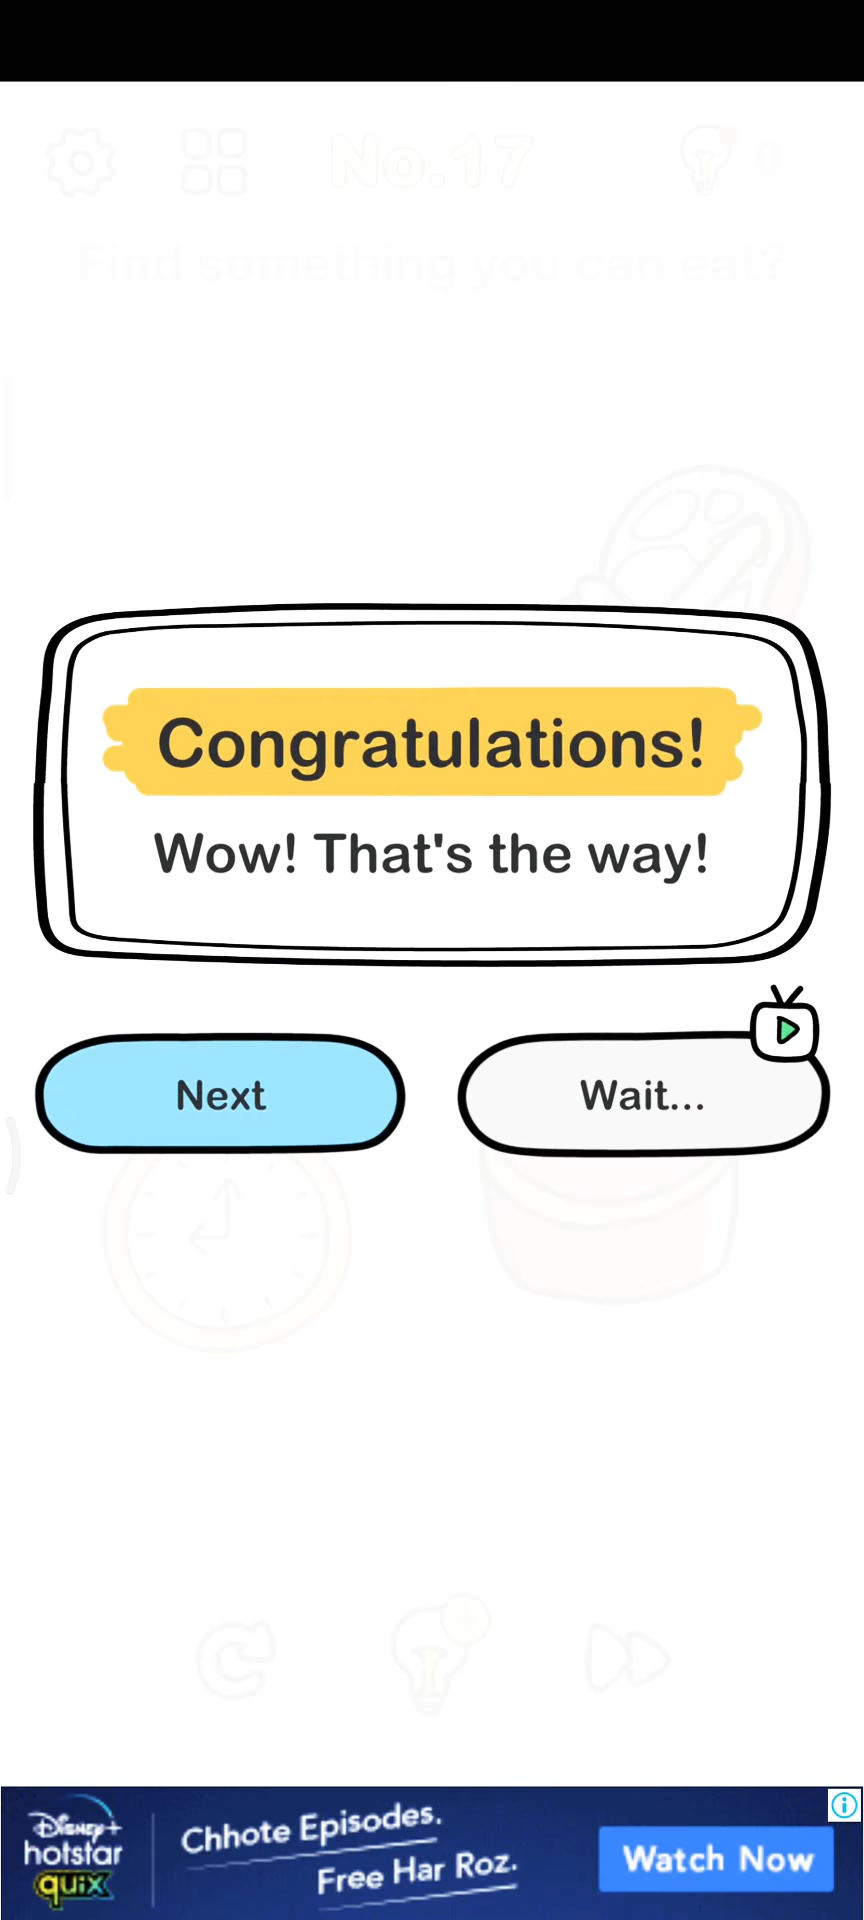 No.17
0
Find something you can eat?
Congratulations!
Wow! That's the way!
Next
Wait...
Disney+
hotstar
quix
Chhote Episodes.
Free Har Roz.
Watch Now